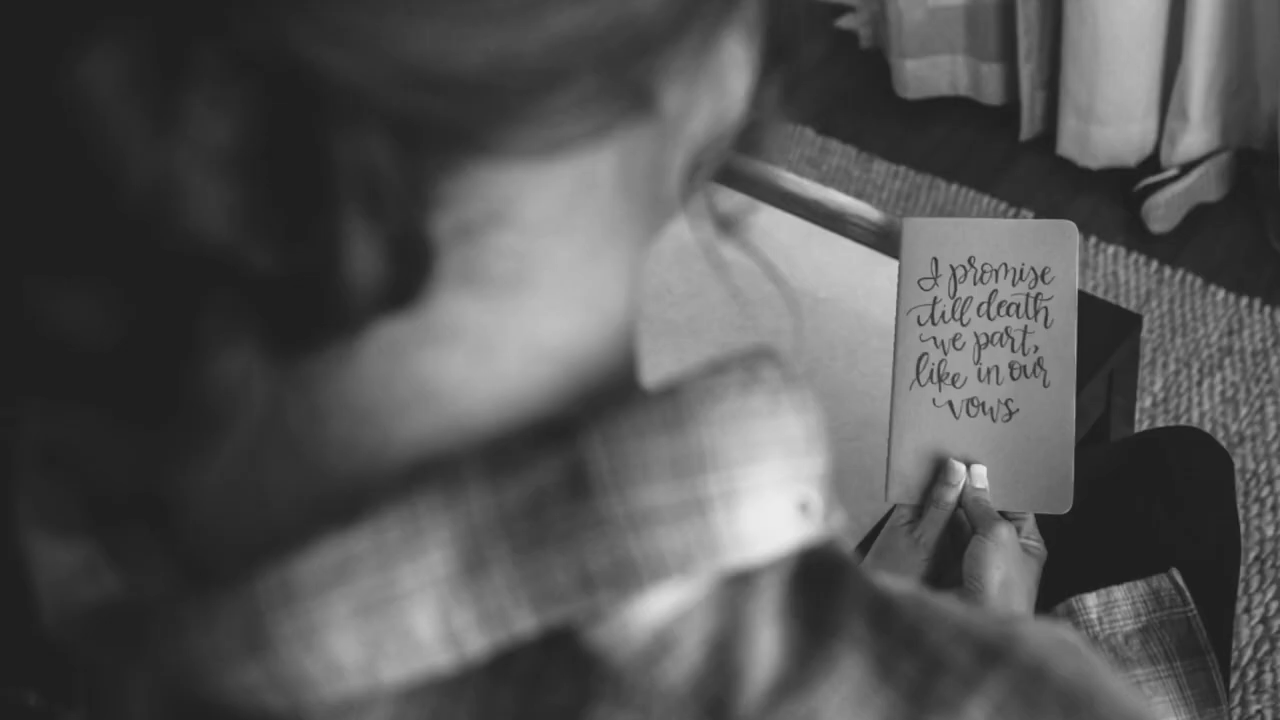 I promise
till death
we part,
like in our
vows